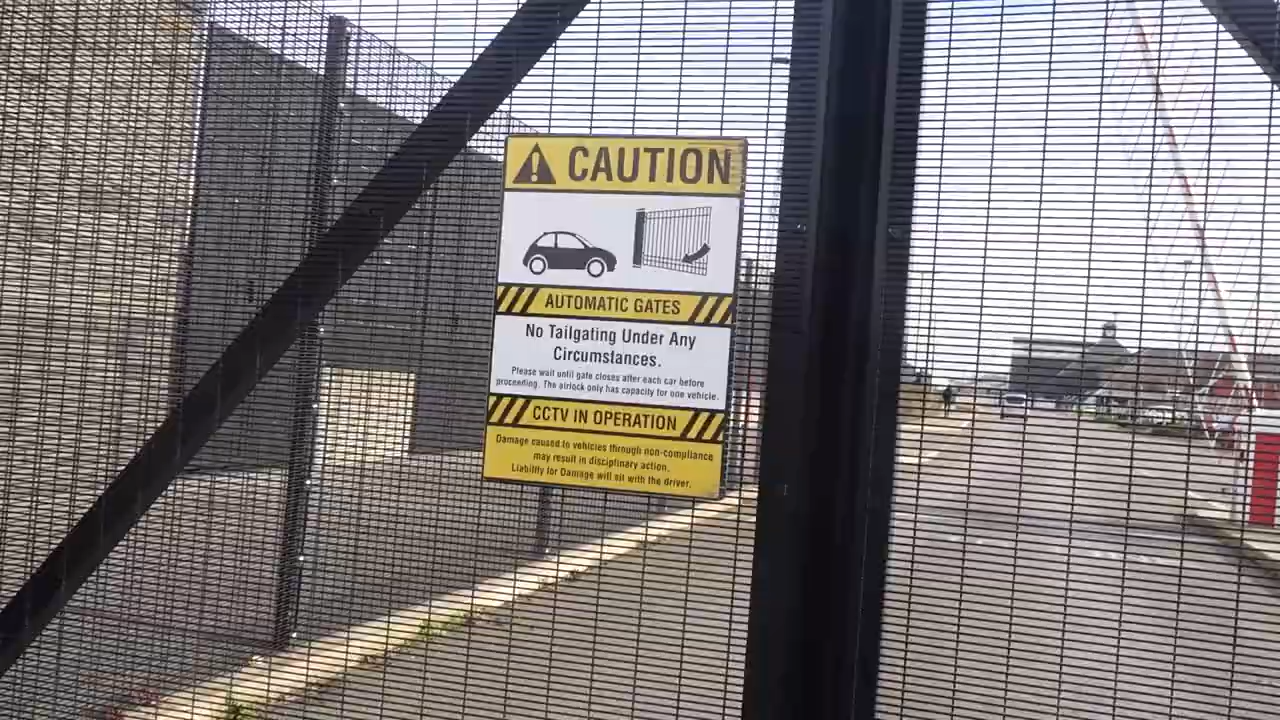 CAUTION
AUTOMATIC GATES
No Tailgating Under Any
Circumstances.
Please wait until gate closes after each car before
proceeding. The airlock only has capacity for one vehicle.
CCTV IN OPERATION
Damage caused to vehicles through non-compliance
may result in disciplinary action.
Liability for Damage will sit with the driver.